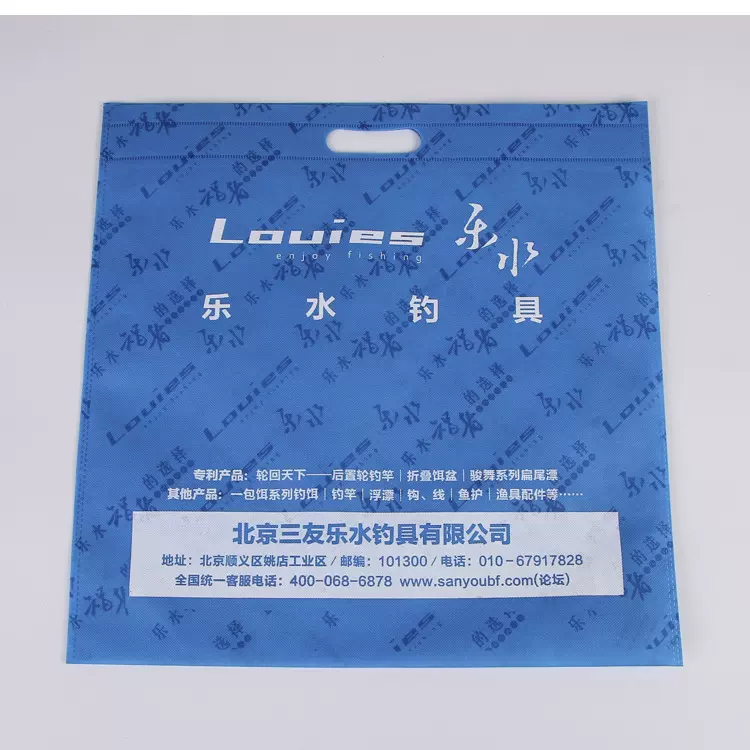 Louies 乐水
enjoy fishing
乐水钓具
专利产品：轮回天下——后置轮钓竿｜折叠饵盆｜骏舞系列扁尾漂
其他产品：一包饵系列钓饵｜钓竿｜浮漂｜钩、线｜鱼护｜渔具配件等……
北京三友乐水钓具有限公司
地址：北京顺义区姚店工业区/邮编：101300/电话：010-67917828
全国统一客服电话：400-068-6878 www.sanyoubf.com(论坛)